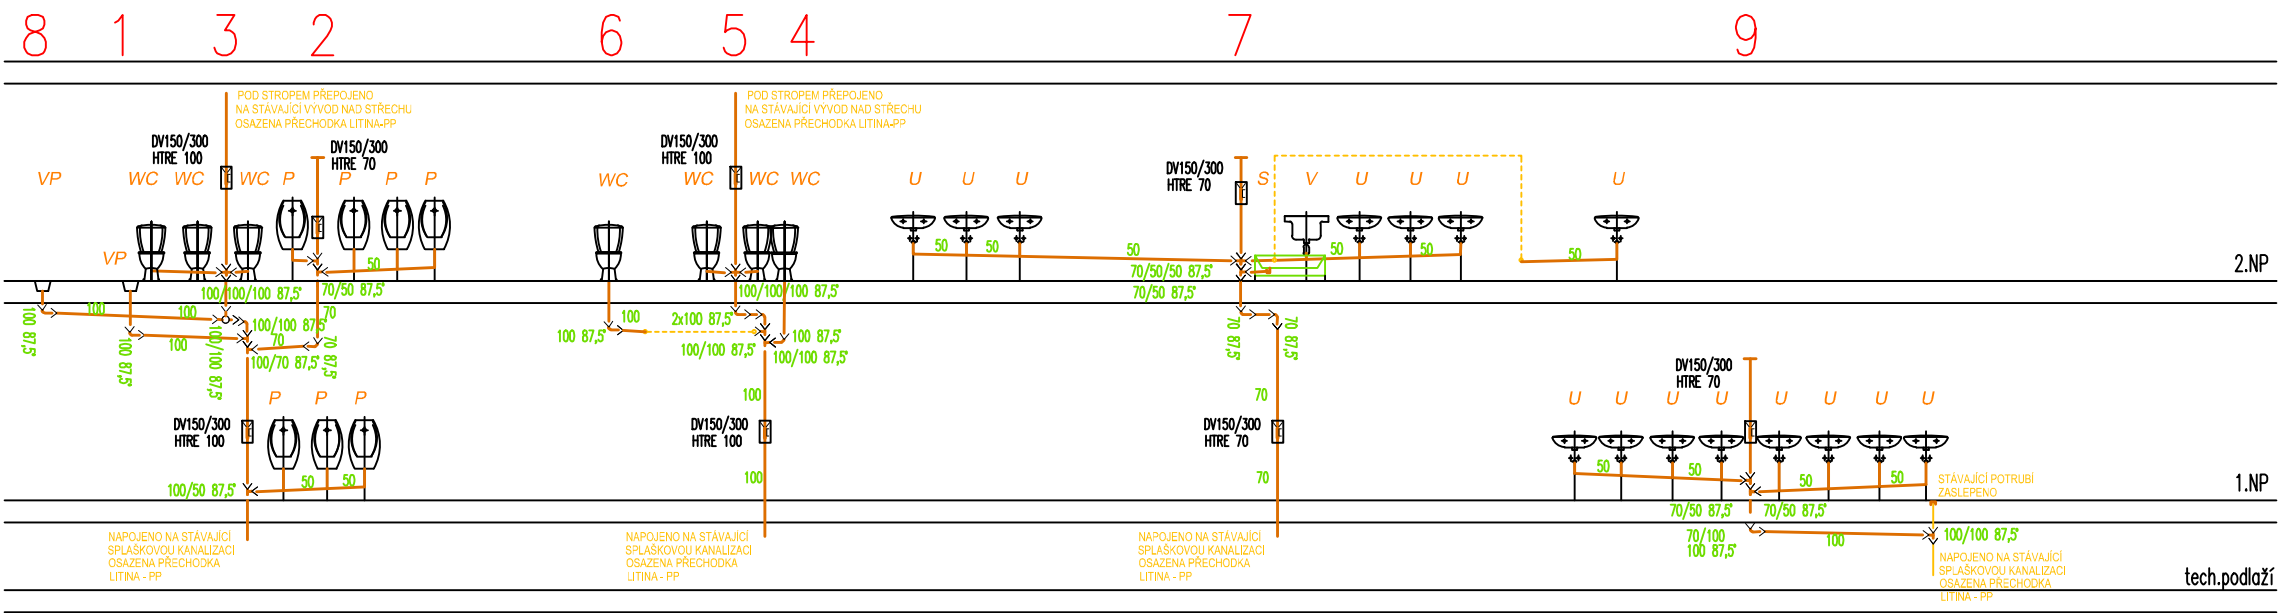 8 1 3 2 6 5 4 7 9
POD STROPEM PŘEPOJENO
NA STÁVAJÍCÍ VÝVOD NAD STŘECHU
OSAZENA PŘECHODKA LITINA-PP
POD STROPEM PŘEPOJENO
NA STÁVAJÍCÍ VÝVOD NAD STŘECHU
OSAZENA PŘECHODKA LITINA-PP
DV150/300
HTRE 100
DV150/300
HTRE 70
DV150/300
HTRE 100
DV150/300
HTRE 70
VP WC WC WC P P P P WC WC WC WC U U U S V U U U U
VP
50
50
50
50
50
50
50
2.NP
100/100/100 87,5°
70/50 87,5°
100/100/100 87,5°
70/50/50 87,5°
70/50 87,5°
100
100
100 87,5°
100
100 87,5°
100/100 87,5°
100/100 87,5°
70
70
70 87,5°
100/70 87,5°
100
100 87,5°
2x100 87,5°
100/100 87,5°
100 87,5°
100/100 87,5°
70 87,5°
70 87,5°
100
70
P P P
DV150/300
HTRE 100
DV150/300
HTRE 100
DV150/300
HTRE 70
DV150/300
HTRE 70
U U U U U U U U
50
50
100/50 87,5°
100
70
50
50
50
50
STÁVAJÍCÍ POTRUBÍ
ZASLEPENO
1.NP
70/50 87,5°
70/50 87,5°
70/100
100 87,5°
100
100/100 87,5°
NAPOJENO NA STÁVAJÍCÍ
SPLAŠKOVOU KANALIZACI
OSAZENA PŘECHODKA
LITINA - PP
NAPOJENO NA STÁVAJÍCÍ
SPLAŠKOVOU KANALIZACI
OSAZENA PŘECHODKA
LITINA - PP
NAPOJENO NA STÁVAJÍCÍ
SPLAŠKOVOU KANALIZACI
OSAZENA PŘECHODKA
LITINA - PP
NAPOJENO NA STÁVAJÍCÍ
SPLAŠKOVOU KANALIZACI
OSAZENA PŘECHODKA
LITINA - PP
tech.podlaží